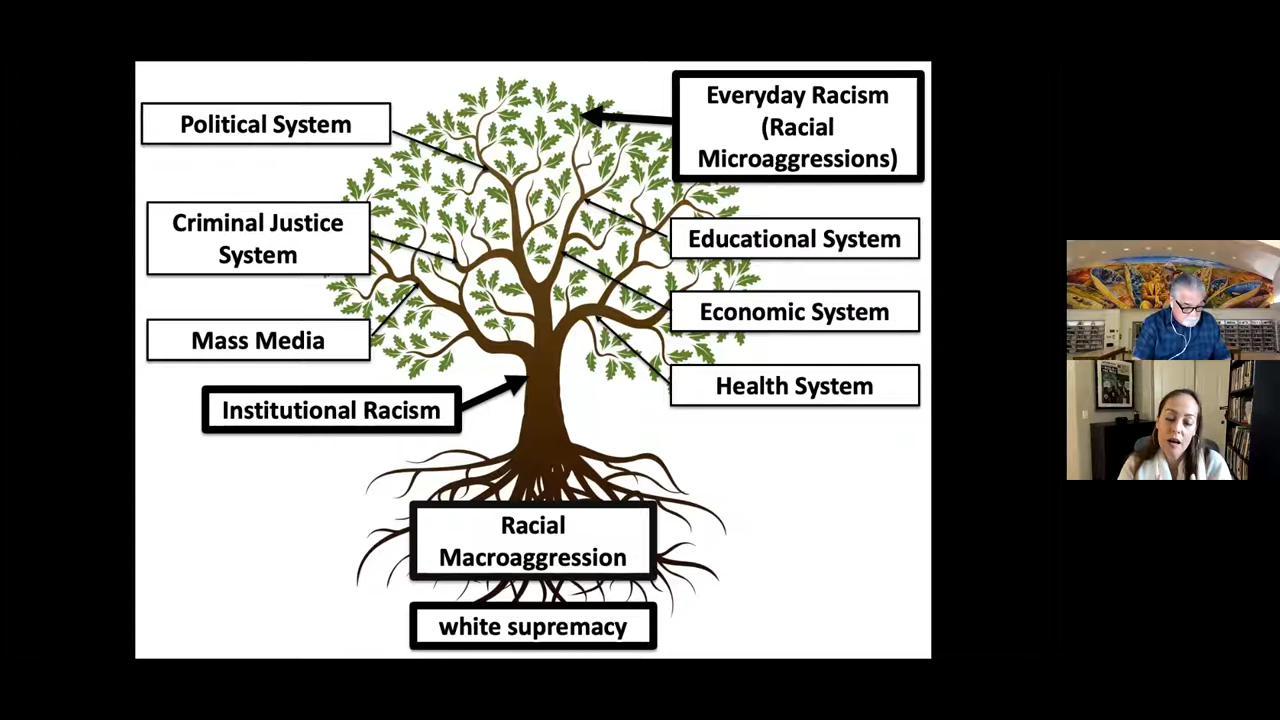 Political System
Everyday Racism
(Racial
Microaggressions)
Criminal Justice
System
Educational System
Economic System
Mass Media
Health System
Institutional Racism
Racial
Macroaggression
white supremacy